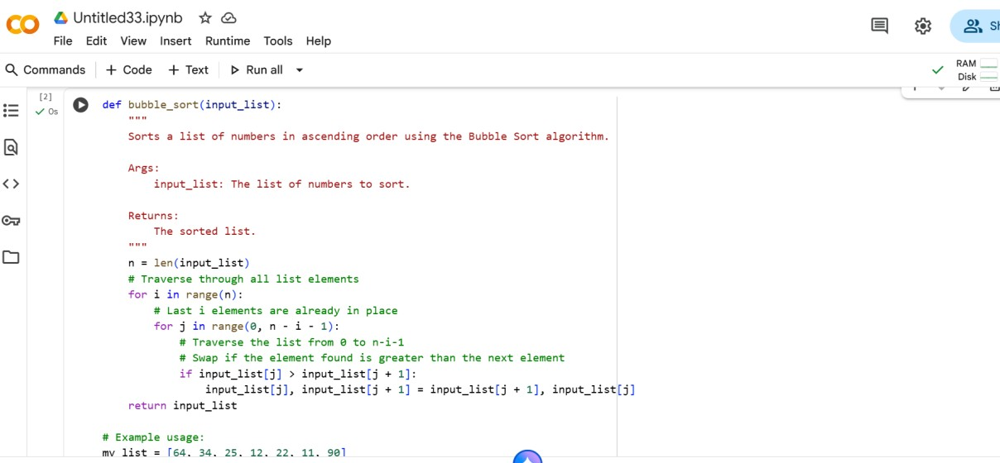 Untitled33.ipynb
File Edit View Insert Runtime Tools Help
Commands + Code + Text Run all
RAM
Disk
[2]
0s
def bubble_sort(input_list):
    """
    Sorts a list of numbers in ascending order using the Bubble Sort algorithm.

    Args:
        input_list: The list of numbers to sort.

    Returns:
        The sorted list.
    """
    n = len(input_list)
    # Traverse through all list elements
    for i in range(n):
        # Last i elements are already in place
        for j in range(0, n - i - 1):
            # Traverse the list from 0 to n-i-1
            # Swap if the element found is greater than the next element
            if input_list[j] > input_list[j + 1]:
                input_list[j], input_list[j + 1] = input_list[j + 1], input_list[j]
    return input_list

# Example usage:
my_list = [64, 34, 25, 12, 22, 11, 90]